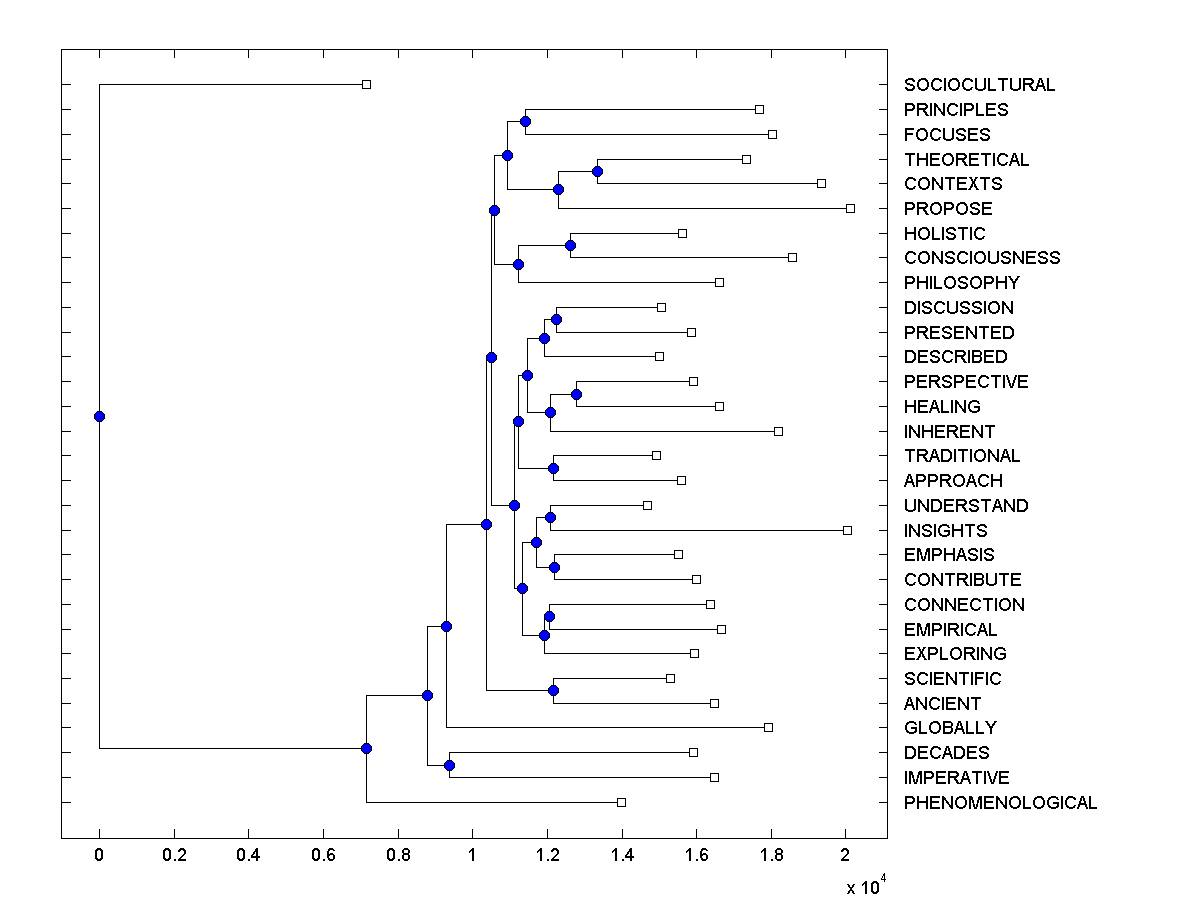 SOCIOCULTURAL
PRINCIPLES
FOCUSES
THEORETICAL
CONTEXTS
PROPOSE
HOLISTIC
CONSCIOUSNESS
PHILOSOPHY
DISCUSSION
PRESENTED
DESCRIBED
PERSPECTIVE
HEALING
INHERENT
TRADITIONAL
APPROACH
UNDERSTAND
INSIGHTS
EMPHASIS
CONTRIBUTE
CONNECTION
EMPIRICAL
EXPLORING
SCIENTIFIC
ANCIENT
GLOBALLY
DECADES
IMPERATIVE
PHENOMENOLOGICAL
0 0.2 0.4 0.6 0.8 1 1.2 1.4 1.6 1.8 2
x 10^4